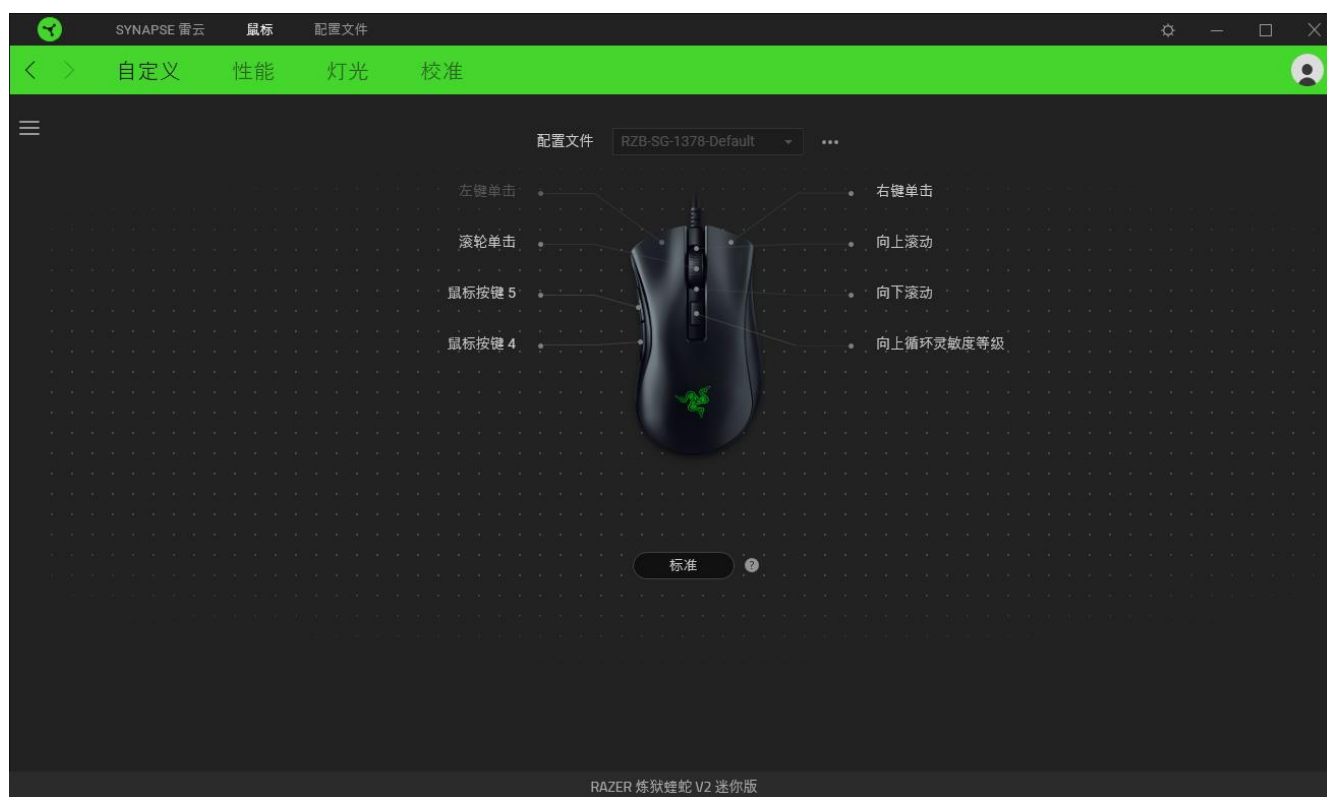 SYNAPSE 雷云 鼠标 配置文件
自定义 性能 灯光 校准
配置文件 RZB-SG-1378-Default
左键单击 右键单击
滚轮单击 向上滚动
鼠标按键 5 向下滚动
鼠标按键 4 向上循环灵敏度等级
标准 ?
RAZER 炼狱蝰蛇 V2 迷你版